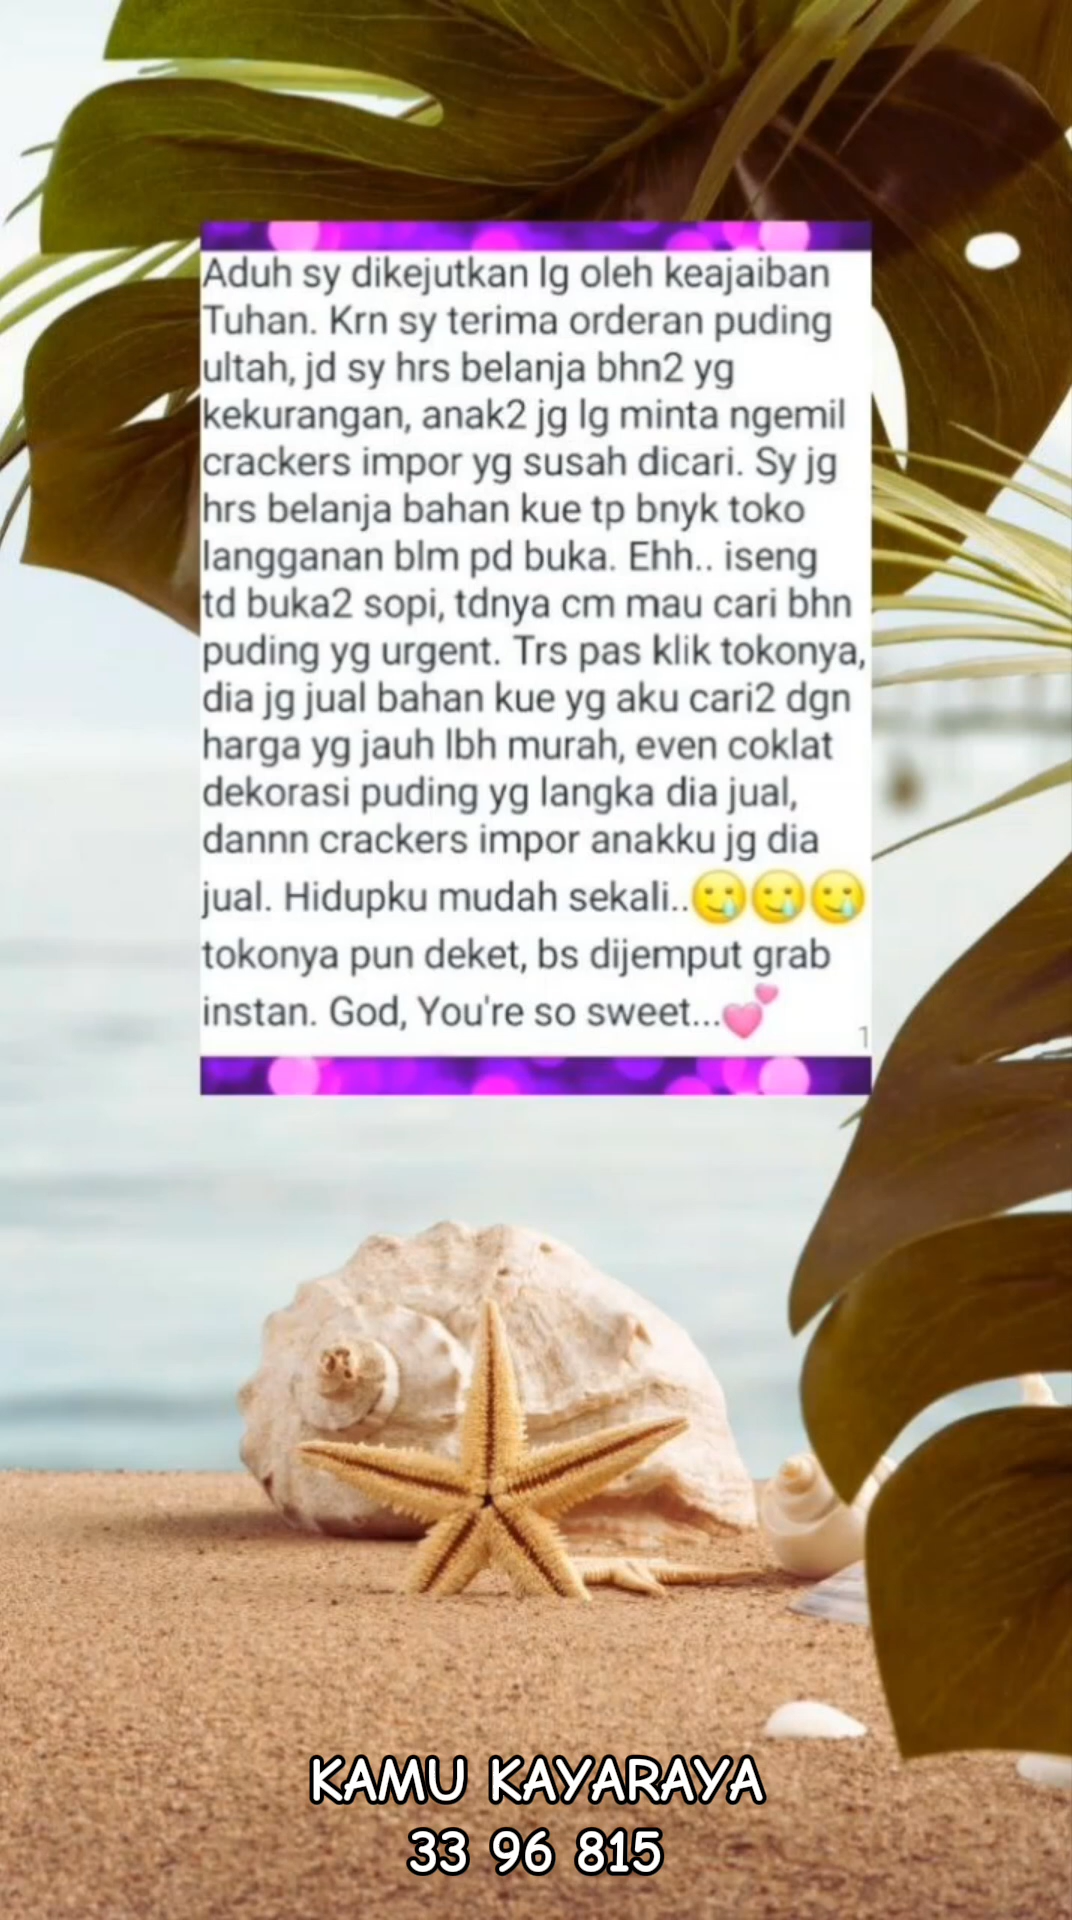 Aduh sy dikejutkan lg oleh keajaiban
Tuhan. Krn sy terima orderan puding
ultah, jd sy hrs belanja bhn2 yg
kekurangan, anak2 jg lg minta ngemil
crackers impor yg susah dicari. Sy jg
hrs belanja bahan kue tp bnyk toko
langganan blm pd buka. Ehh.. iseng
td buka2 sopi, tdnya cm mau cari bhn
puding yg urgent. Trs pas klik tokonya,
dia jg jual bahan kue yg aku cari2 dgn
harga yg jauh lbh murah, even coklat
dekorasi puding yg langka dia jual,
dannn crackers impor anakku jg dia
jual. Hidupku mudah sekali..🥲🥲🥲
tokonya pun deket, bs dijemput grab
instan. God, You're so sweet...💕
1
KAMU KAYARAYA
33 96 815